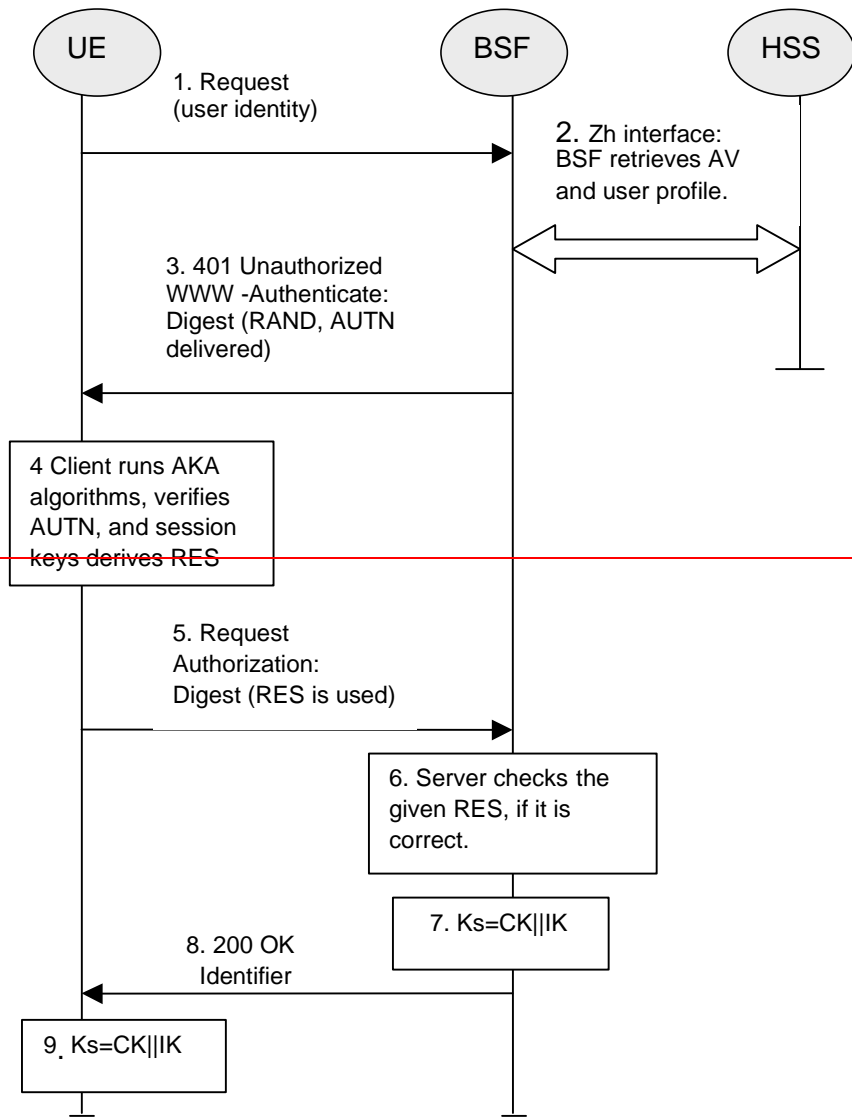 UE
BSF
HSS
1. Request
(user identity)
2. Zh interface:
BSF retrieves AV
and user profile.
3. 401 Unauthorized
WWW -Authenticate:
Digest (RAND, AUTN
delivered)
4 Client runs AKA
algorithms, verifies
AUTN, and session
keys derives RES
5. Request
Authorization:
Digest (RES is used)
6. Server checks the
given RES, if it is
correct.
7. Ks=CK||IK
8. 200 OK
Identifier
9. Ks=CK||IK